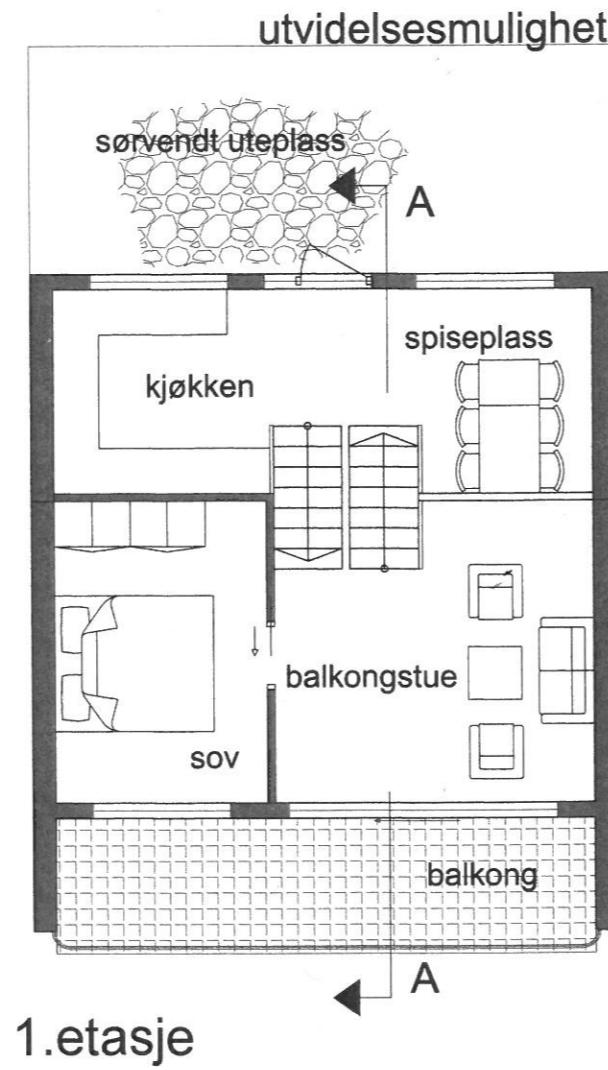 utvidelsesmulighet
sørvendt uteplass
A
spiseplass
kjøkken
balkongstue
sov
balkong
A
1.etasje